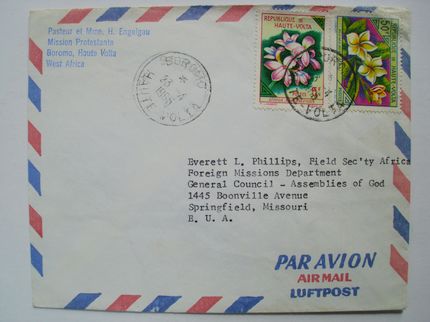 Pasteur et Mme. H. Engelgau
Mission Protestante
Boromo, Haute Volta
West Africa
BOROMO
HAUTE VOLTA
REPUBLIQUE DE
HAUTE-VOLTA
50F
REPUBLIQUE DE HAUTE-VOLTA
Everett L. Phillips, Field Sec'ty Africa
Foreign Missions Department
General Council - Assemblies of God
1445 Boonville Avenue
Springfield, Missouri
E. U. A.
PAR AVION
AIR MAIL
LUFTPOST